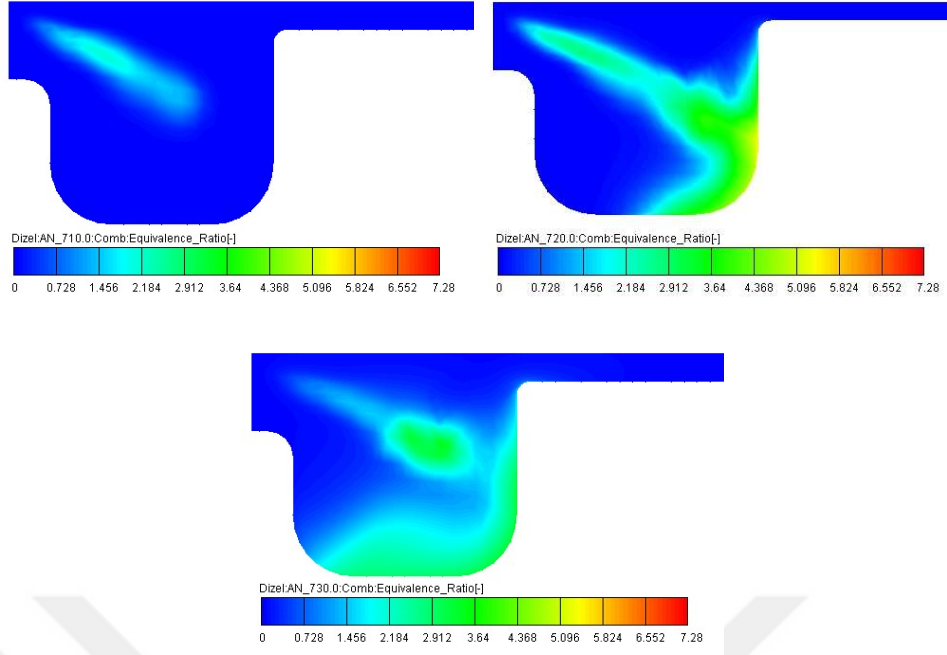 Dizel:AN_710.0:Comb:Equivalence_Ratio[-]
0 0.728 1.456 2.184 2.912 3.64 4.368 5.096 5.824 6.552 7.28
Dizel:AN_720.0:Comb:Equivalence_Ratio[-]
0 0.728 1.456 2.184 2.912 3.64 4.368 5.096 5.824 6.552 7.28
Dizel:AN_730.0:Comb:Equivalence_Ratio[-]
0 0.728 1.456 2.184 2.912 3.64 4.368 5.096 5.824 6.552 7.28